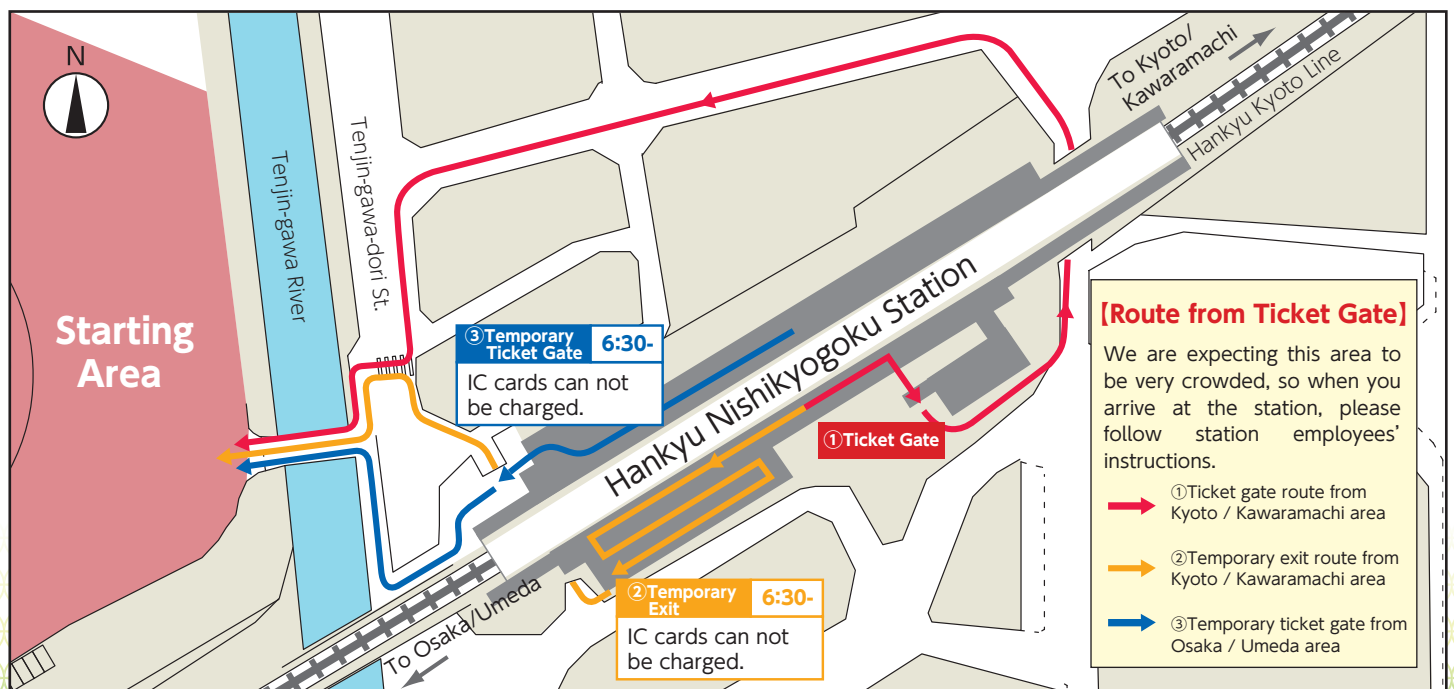 N
To Kyoto/
Kawaramachi
Hankyu Kyoto Line
Tenjin-gawa-dori St.
Tenjin-gawa River
Starting
Area
Hankyu Nishikyogoku Station
③Temporary
Ticket Gate
6:30-
IC cards can not
be charged.
①Ticket Gate
②Temporary
Exit
6:30-
IC cards can not
be charged.
To Osaka/Umeda
【Route from Ticket Gate】
We are expecting this area to
be very crowded, so when you
arrive at the station, please
follow station employees’
instructions.
①Ticket gate route from
Kyoto / Kawaramachi area
②Temporary exit route from
Kyoto / Kawaramachi area
③Temporary ticket gate from
Osaka / Umeda area